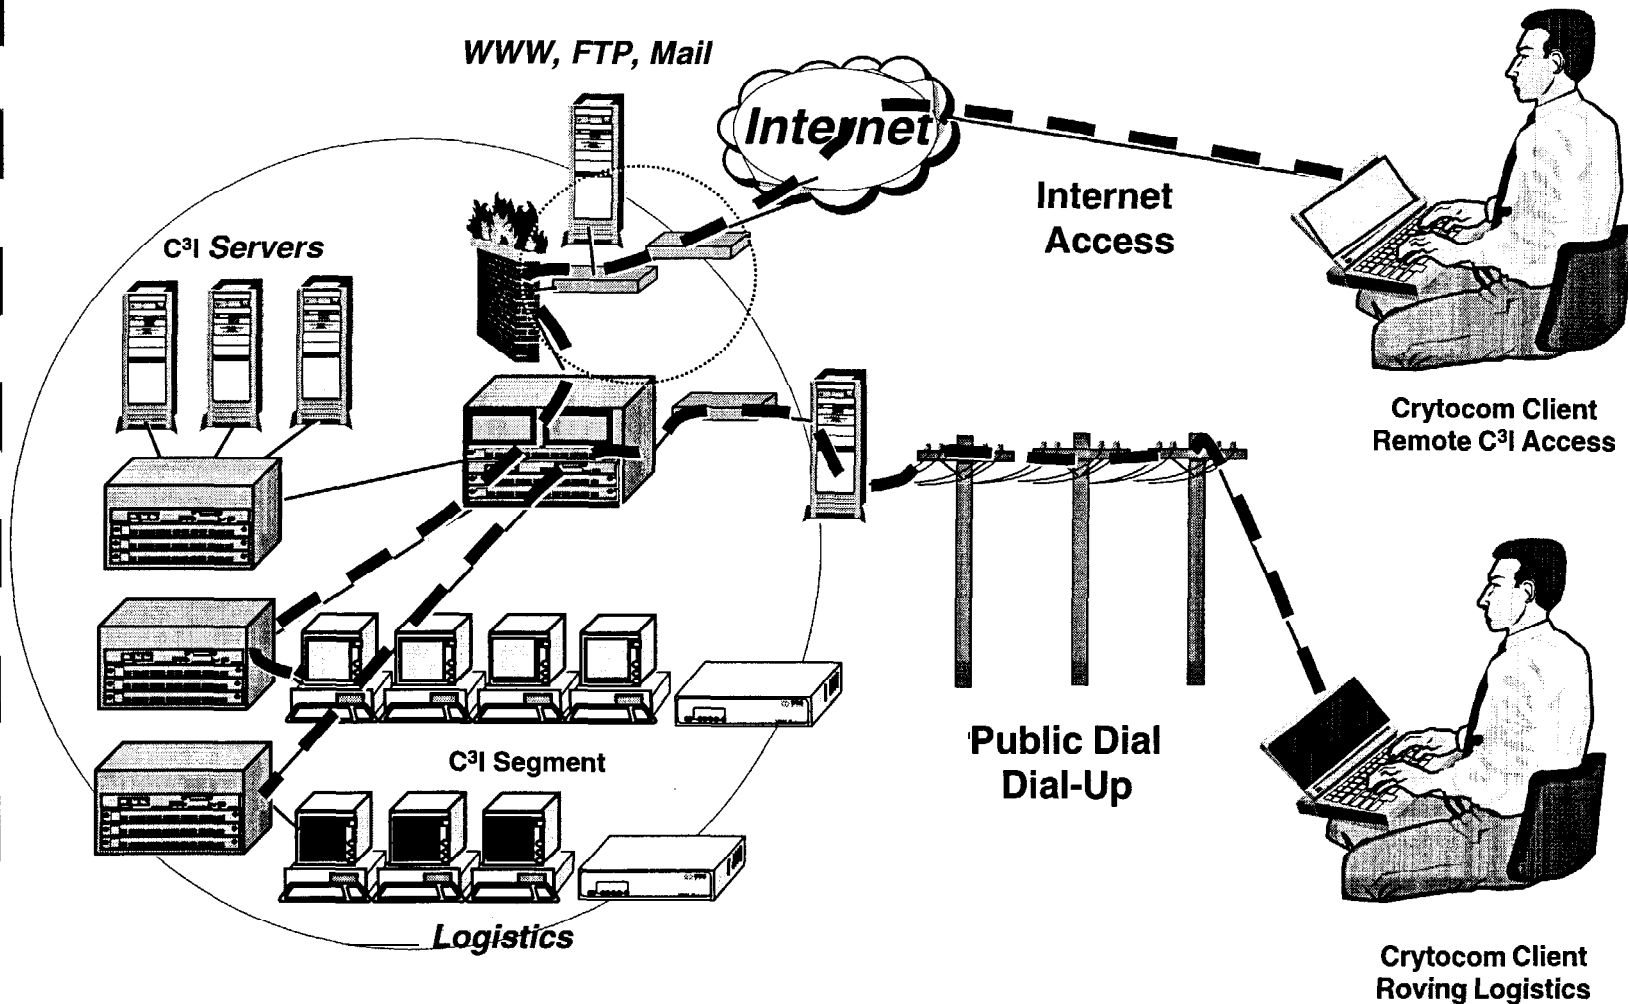 WWW, FTP, Mail
Internet
Internet
Access
C³I Servers
Crytocom Client
Remote C³I Access
C³I Segment
Public Dial
Dial-Up
Logistics
Crytocom Client
Roving Logistics